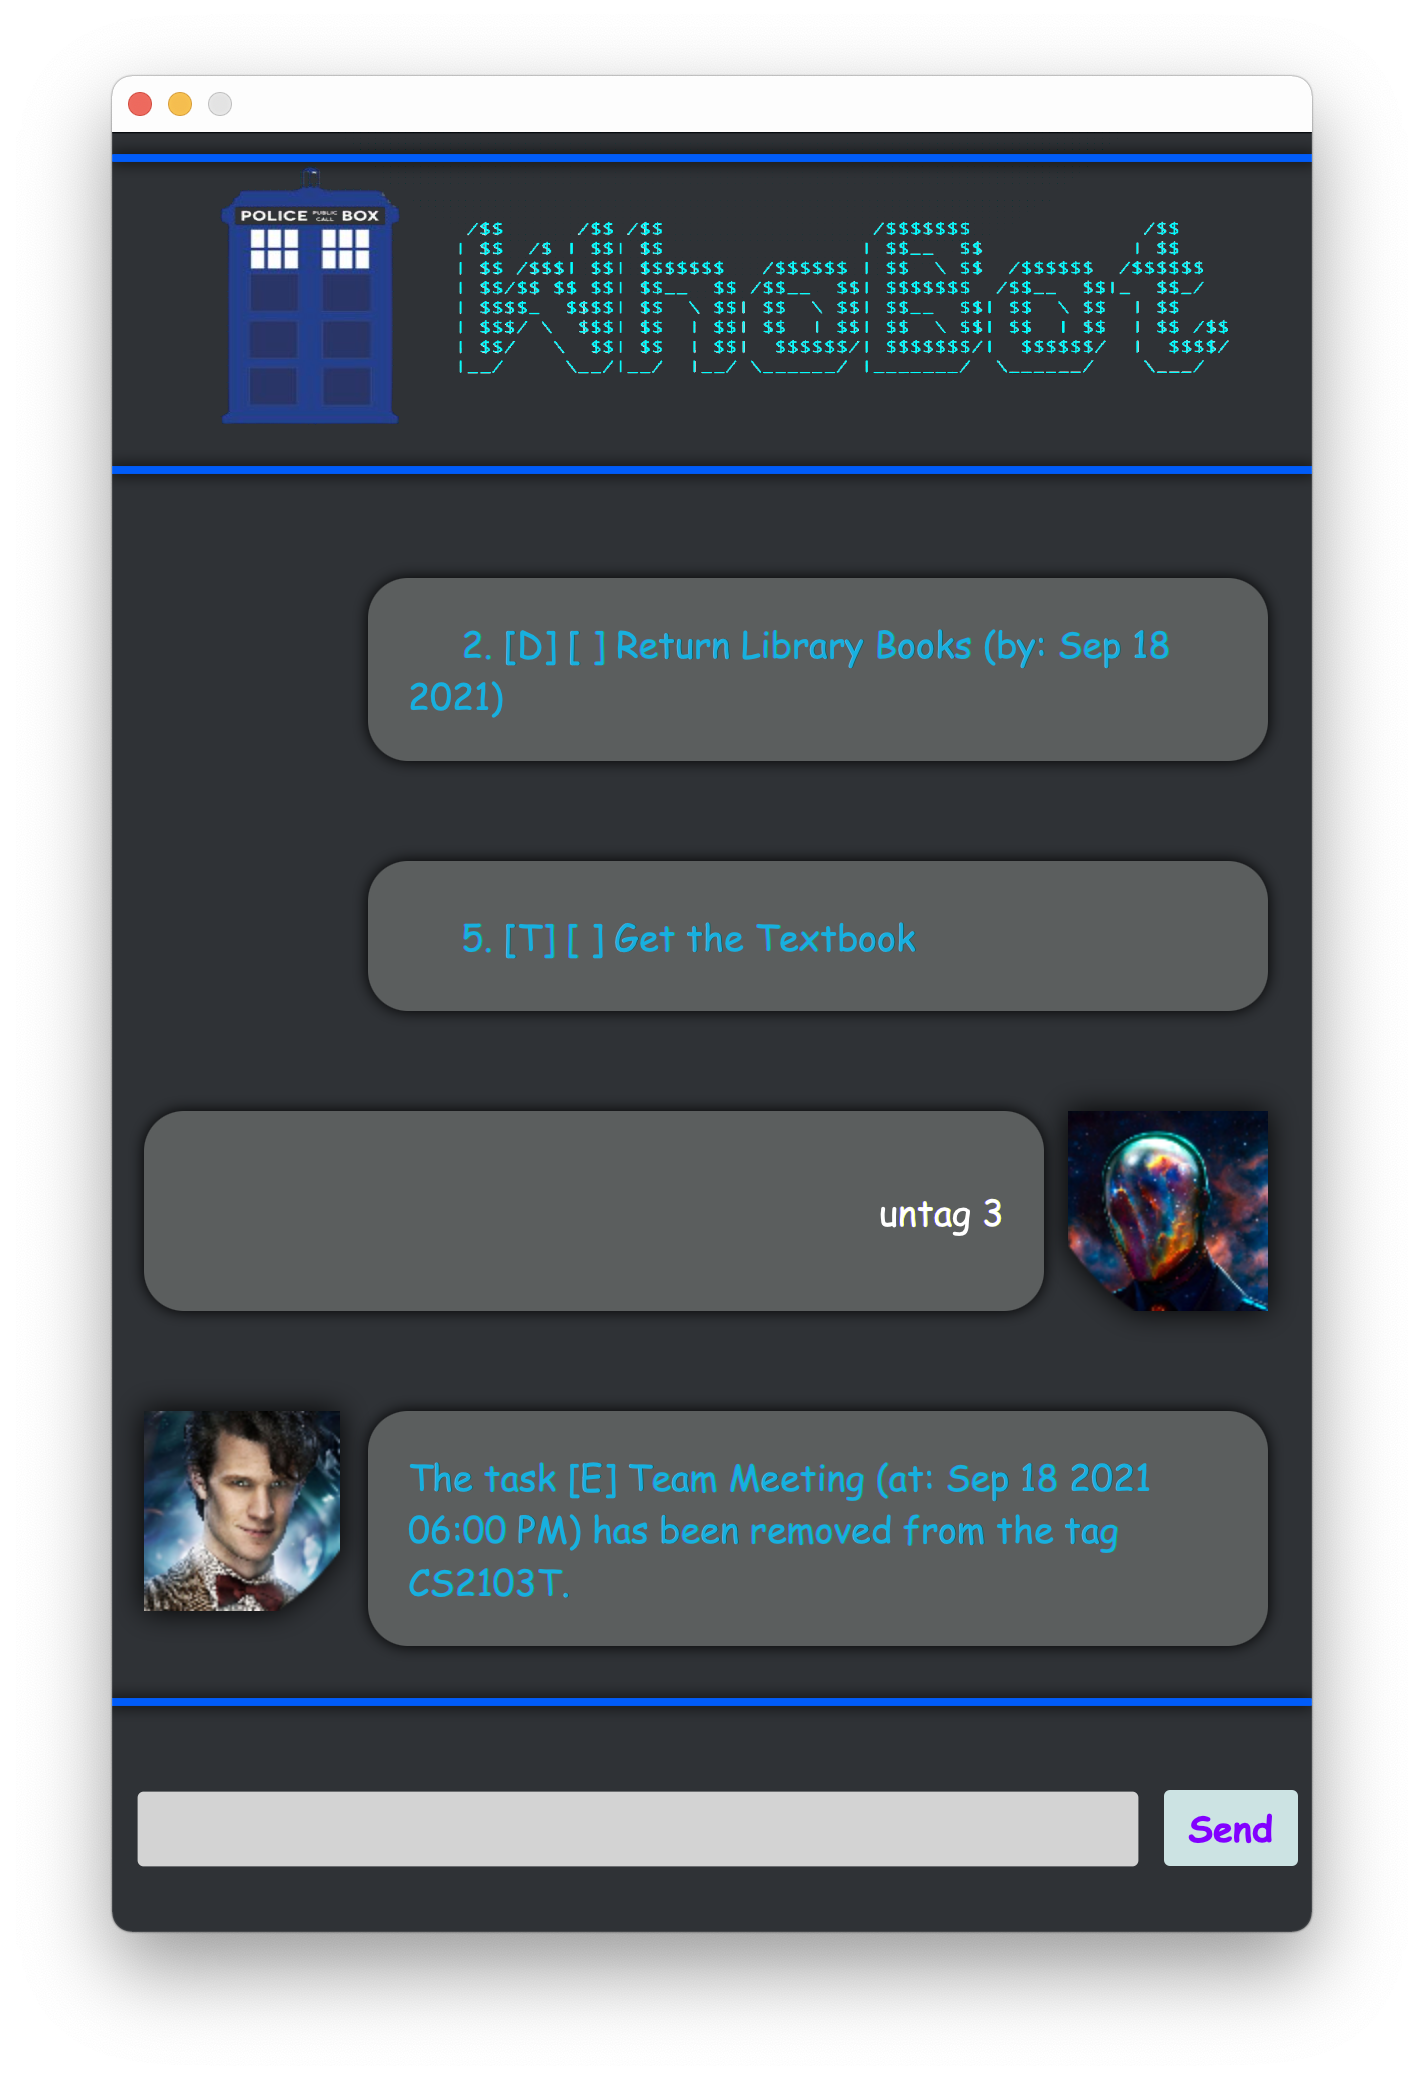 POLICE PUBLIC CALL BOX
WhoBot
2. [D] [ ] Return Library Books (by: Sep 18
2021)
5. [T] [ ] Get the Textbook
untag 3
The task [E] Team Meeting (at: Sep 18 2021
06:00 PM) has been removed from the tag
CS2103T.
Send